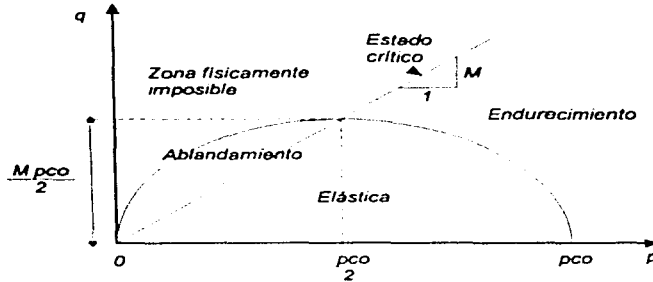 q
Estado
crítico
M
1
Zona físicamente
imposible
Endurecimiento
Ablandamiento
M pco
2
Elástica
0
pco
2
pco
p